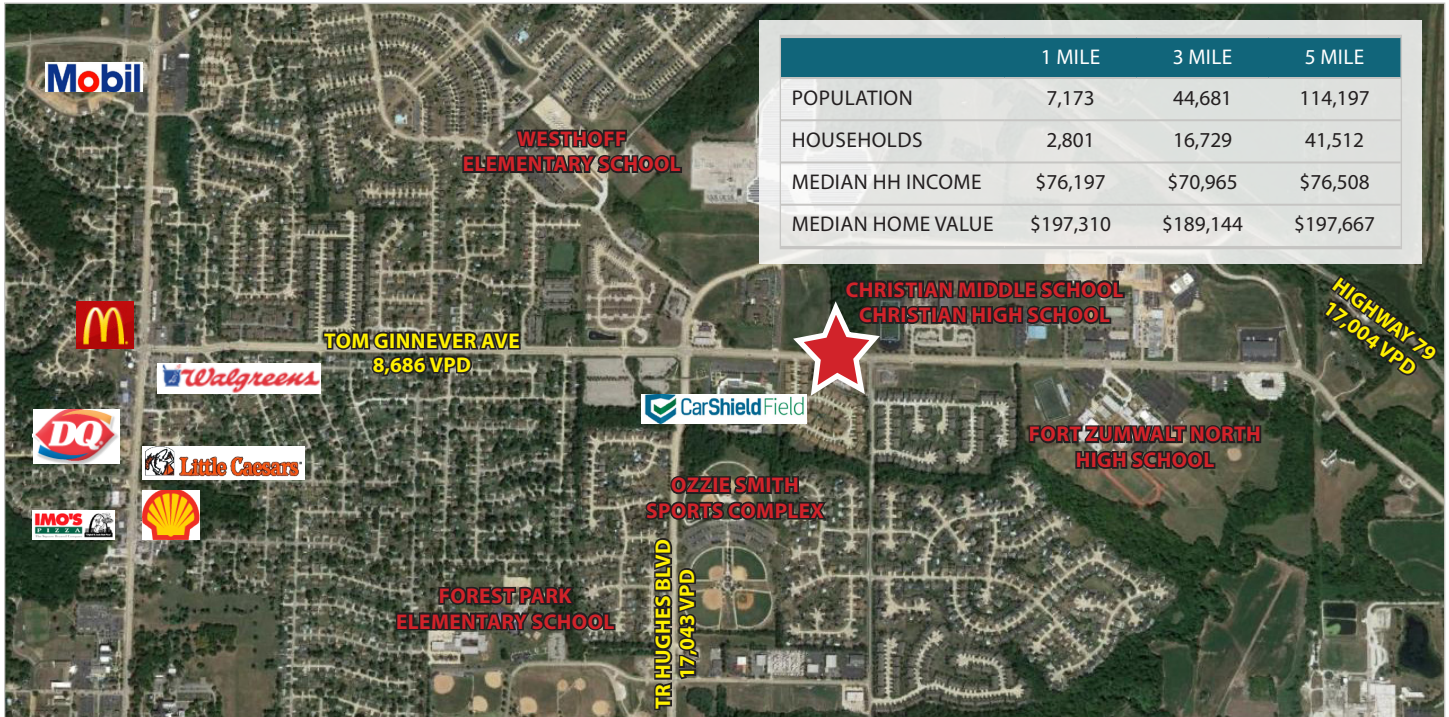 Mobil
1 MILE 3 MILE 5 MILE
POPULATION 7,173 44,681 114,197
HOUSEHOLDS 2,801 16,729 41,512
MEDIAN HH INCOME $76,197 $70,965 $76,508
MEDIAN HOME VALUE $197,310 $189,144 $197,667
WESTHOFF
ELEMENTARY SCHOOL
CHRISTIAN MIDDLE SCHOOL
CHRISTIAN HIGH SCHOOL
HIGHWAY 79
17,004 VPD
TOM GINNEVER AVE
8,686 VPD
Walgreens
CarShield Field
DQ
Little Caesars
FORT ZUMWALT NORTH
HIGH SCHOOL
OZZIE SMITH
SPORTS COMPLEX
IMO'S
PIZZA
TR HUGHES BLVD
17,043 VPD
FOREST PARK
ELEMENTARY SCHOOL